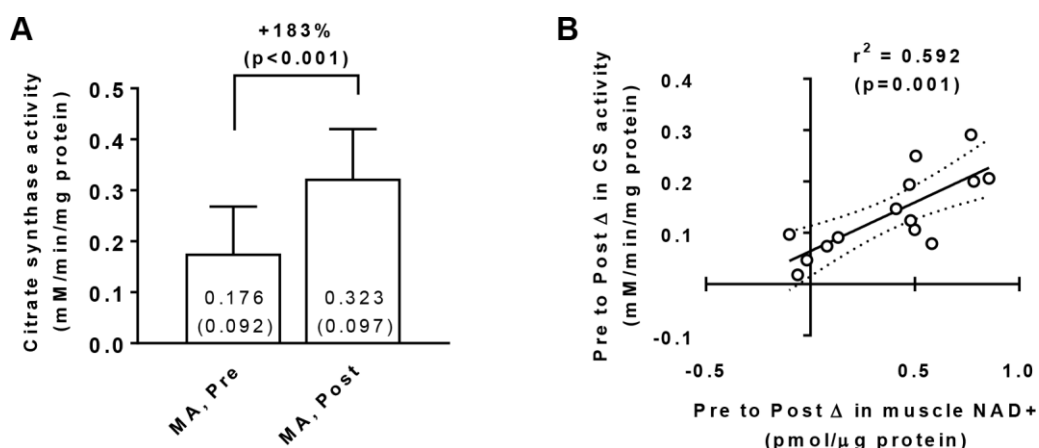 A
+183%
(p<0.001)
Citrate synthase activity
(mM/min/mg protein)
0.5
0.4
0.3
0.2
0.1
0.0
0.176
(0.092)
0.323
(0.097)
MA, Pre
MA, Post
B
r² = 0.592
(p=0.001)
Pre to Post Δ in CS activity
(mM/min/mg protein)
0.4
0.3
0.2
0.1
-0.1
-0.5
0.5
1.0
Pre to Post Δ in muscle NAD+
(pmol/μg protein)